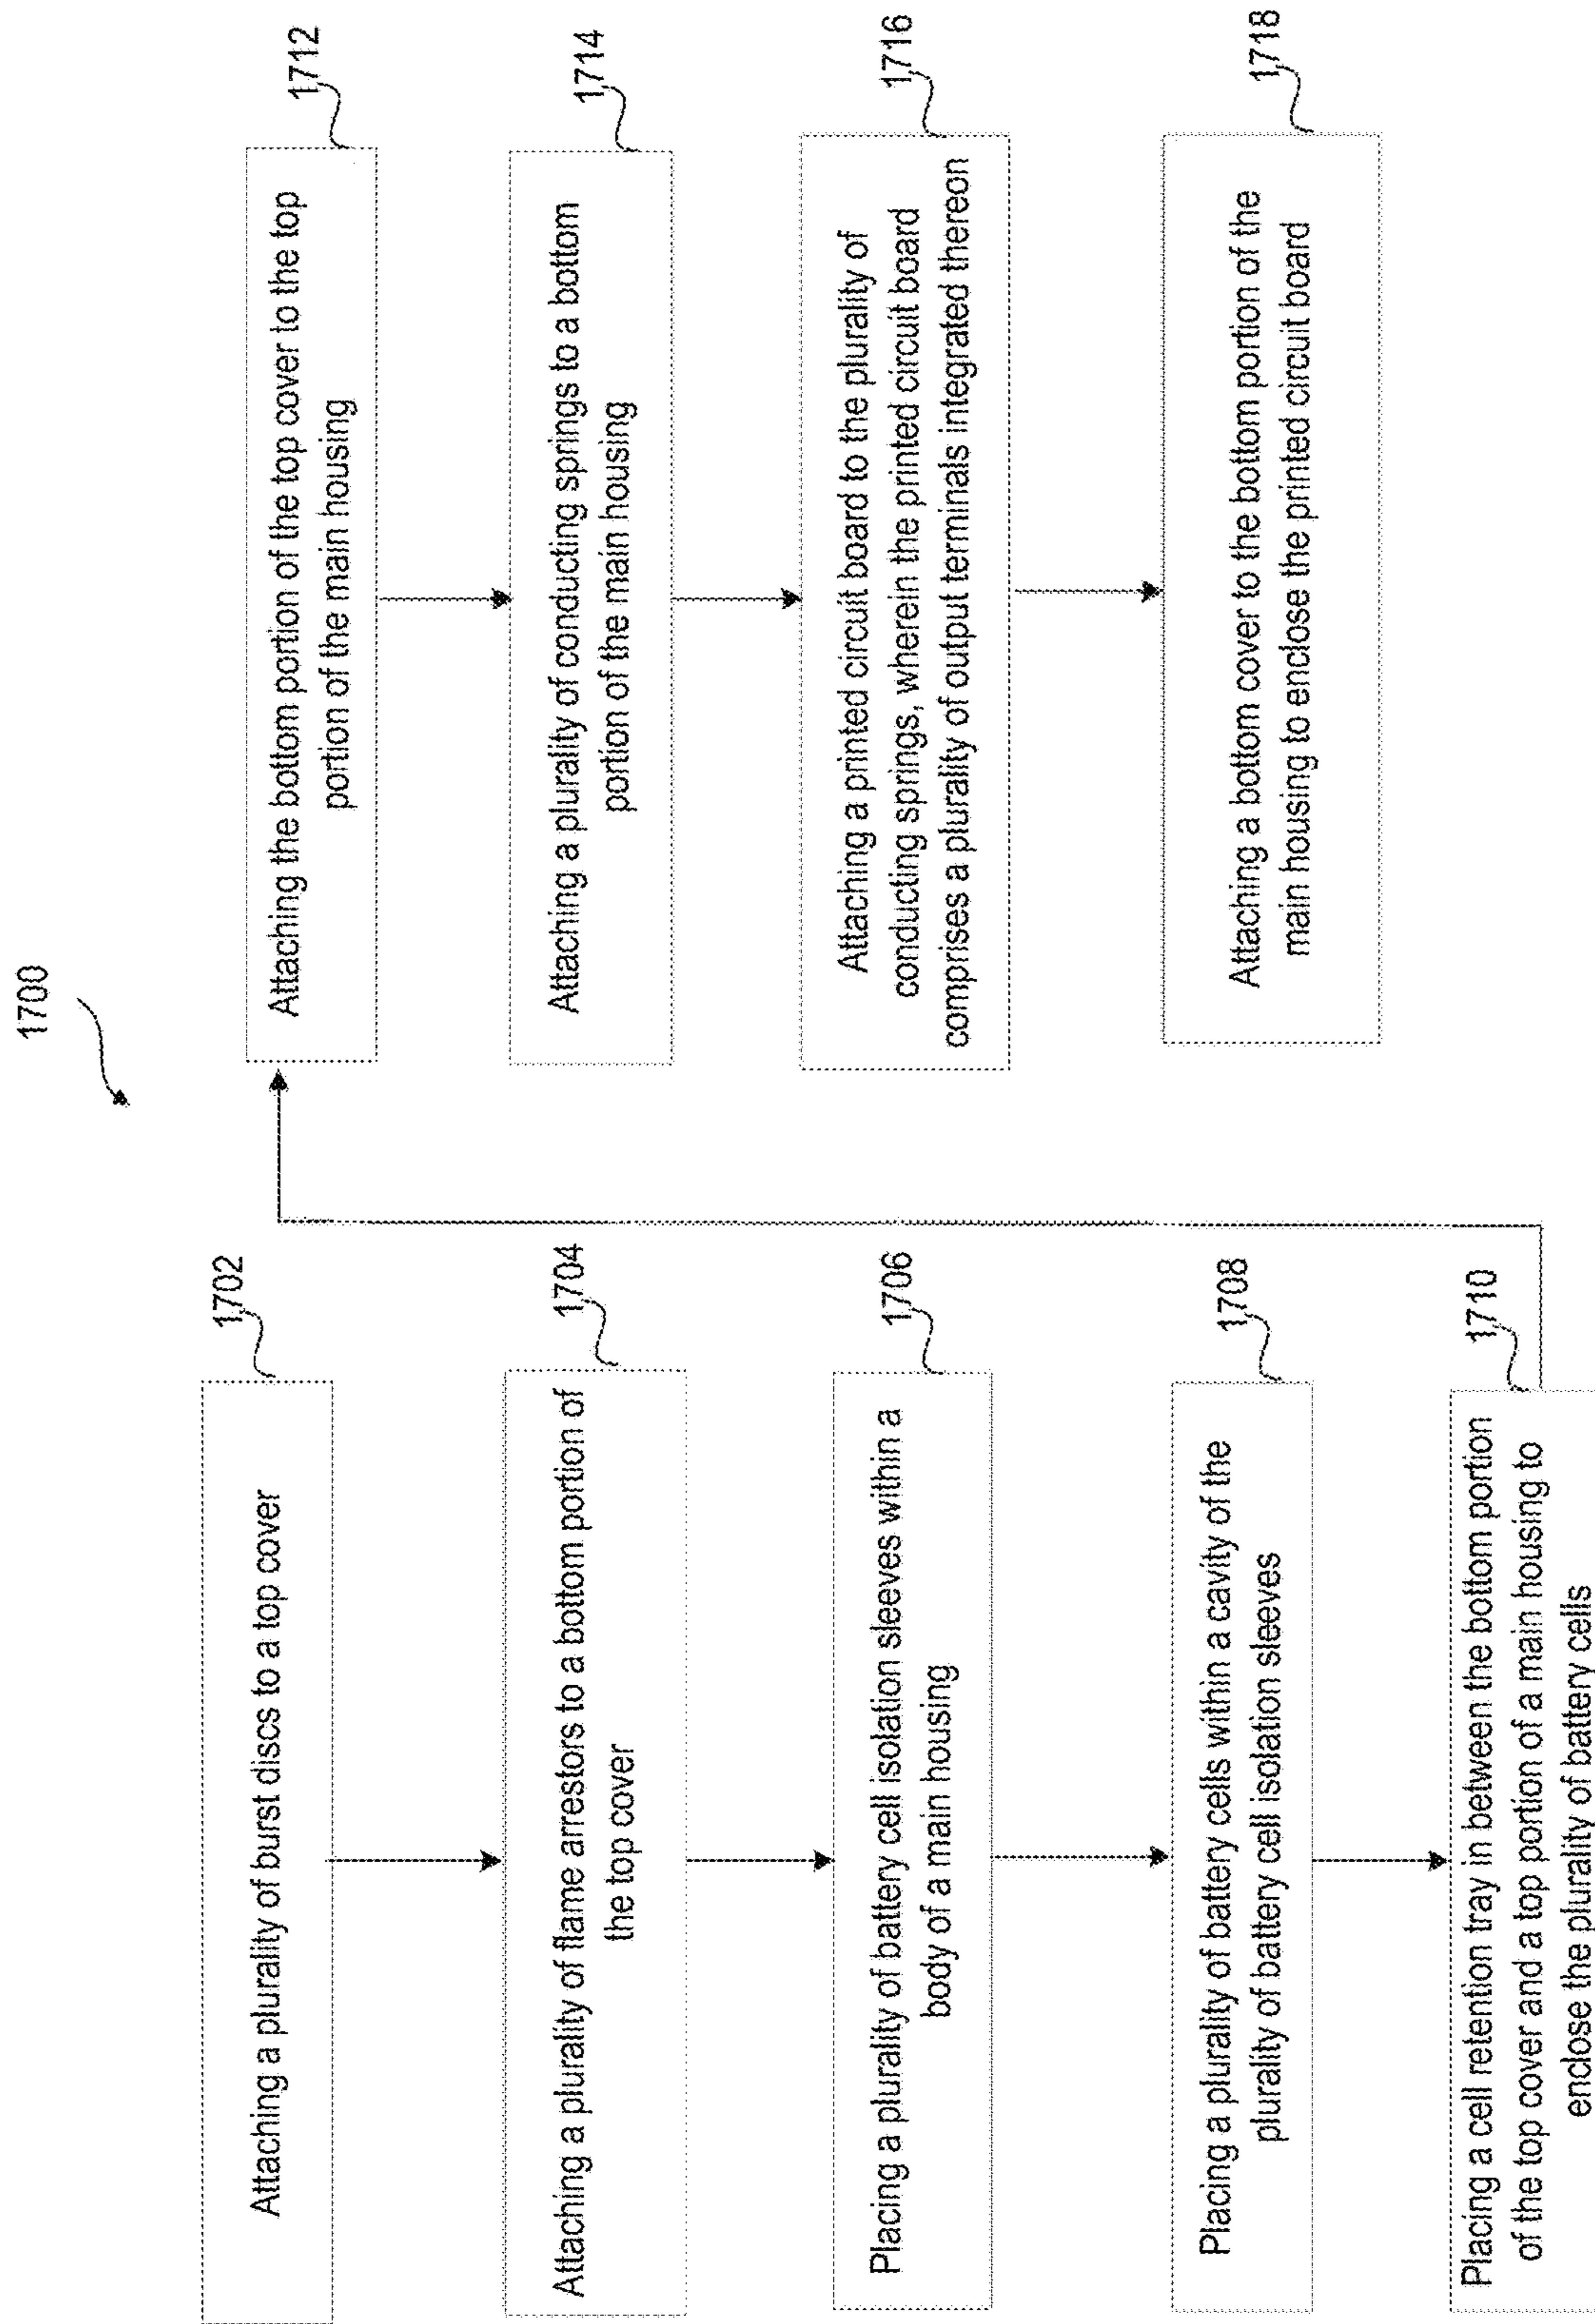 1700
1702
Attaching a plurality of burst discs to a top cover
1704
Attaching a plurality of flame arrestors to a bottom portion of
the top cover
1706
Placing a plurality of battery cell isolation sleeves within a
body of a main housing
1708
Placing a plurality of battery cells within a cavity of the
plurality of battery cell isolation sleeves
1710
Placing a cell retention tray in between the bottom portion
of the top cover and a top portion of a main housing to
enclose the plurality of battery cells
1712
Attaching the bottom portion of the top cover to the top
portion of the main housing
1714
Attaching a plurality of conducting springs to a bottom
portion of the main housing
1716
Attaching a printed circuit board to the plurality of
conducting springs, wherein the printed circuit board
comprises a plurality of output terminals integrated thereon
1718
Attaching a bottom cover to the bottom portion of the
main housing to enclose the printed circuit board